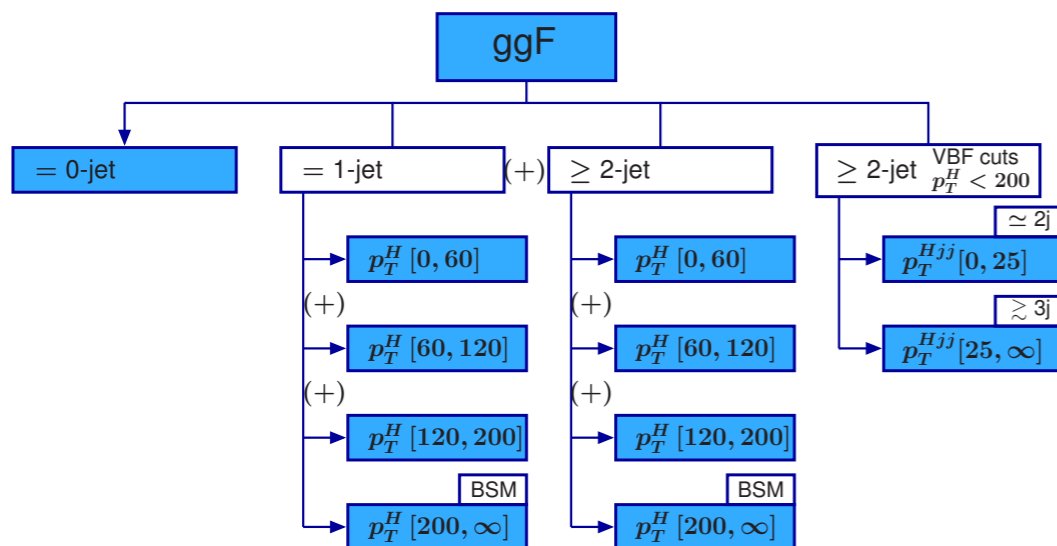 ggF
= 0-jet
= 1-jet
(+)
≥ 2-jet
≥ 2-jet VBF cuts
p_T^H < 200
≃ 2j
p_T^H [0, 60]
p_T^H [0, 60]
p_T^{Hjj} [0, 25]
(+)
(+)
≳ 3j
p_T^H [60, 120]
p_T^H [60, 120]
p_T^{Hjj} [25, ∞]
(+)
(+)
p_T^H [120, 200]
p_T^H [120, 200]
BSM
BSM
p_T^H [200, ∞]
p_T^H [200, ∞]